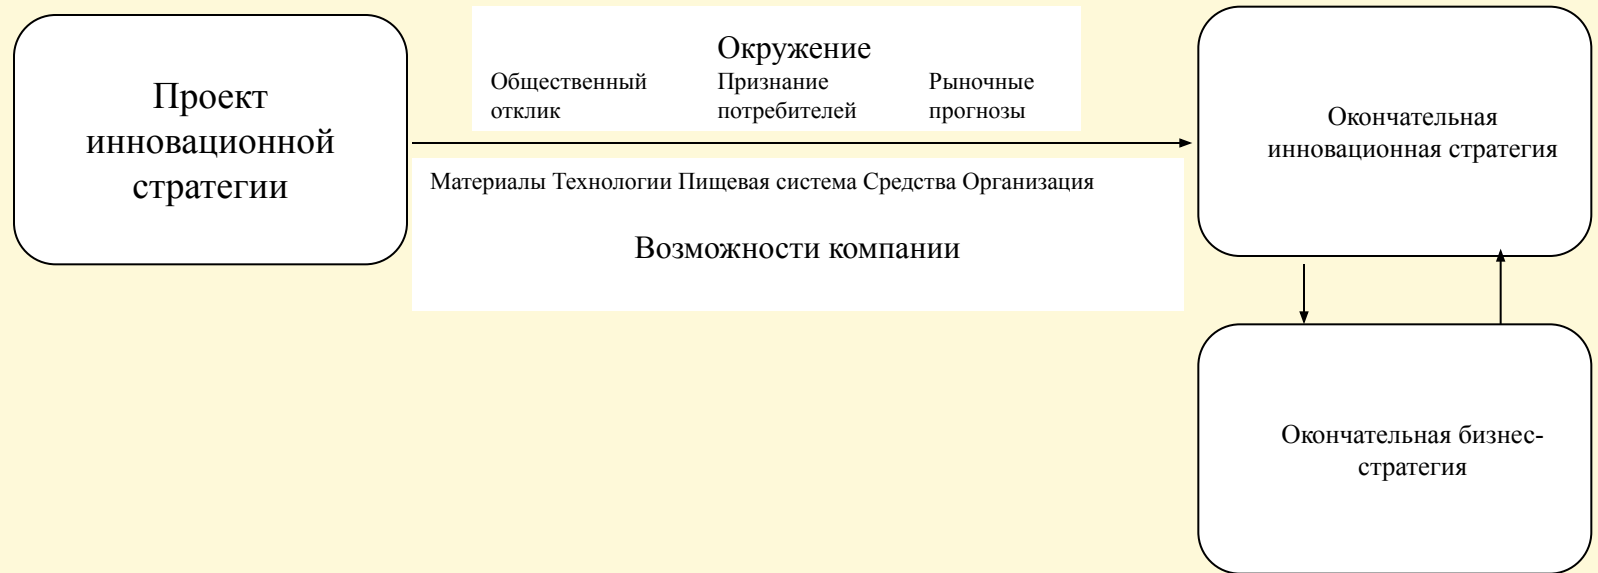 Проект
инновационной
стратегии
Окружение
Общественный Признание Рыночные
отклик потребителей прогнозы
Материалы Технологии Пищевая система Средства Организация
Возможности компании
Окончательная
инновационная стратегия
Окончательная бизнес-
стратегия